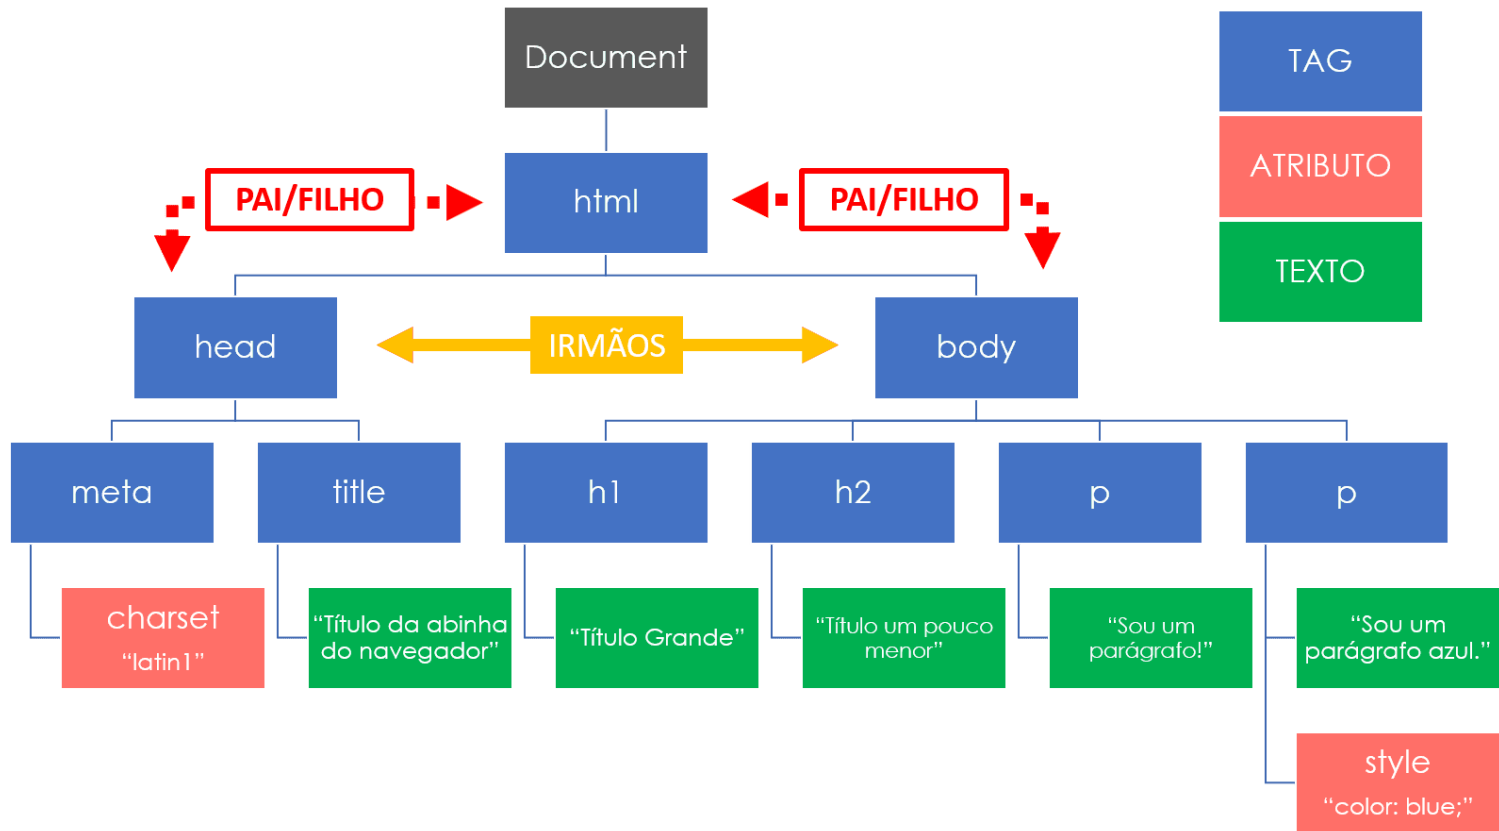 Document
TAG
PAI/FILHO
html
PAI/FILHO
ATRIBUTO
TEXTO
head
IRMÃOS
body
meta
title
h1
h2
p
p
charset
“latin1”
“Título da abinha
do navegador”
“Título Grande”
“Título um pouco
menor”
“Sou um
parágrafo!”
“Sou um
parágrafo azul.”
style
“color: blue;”